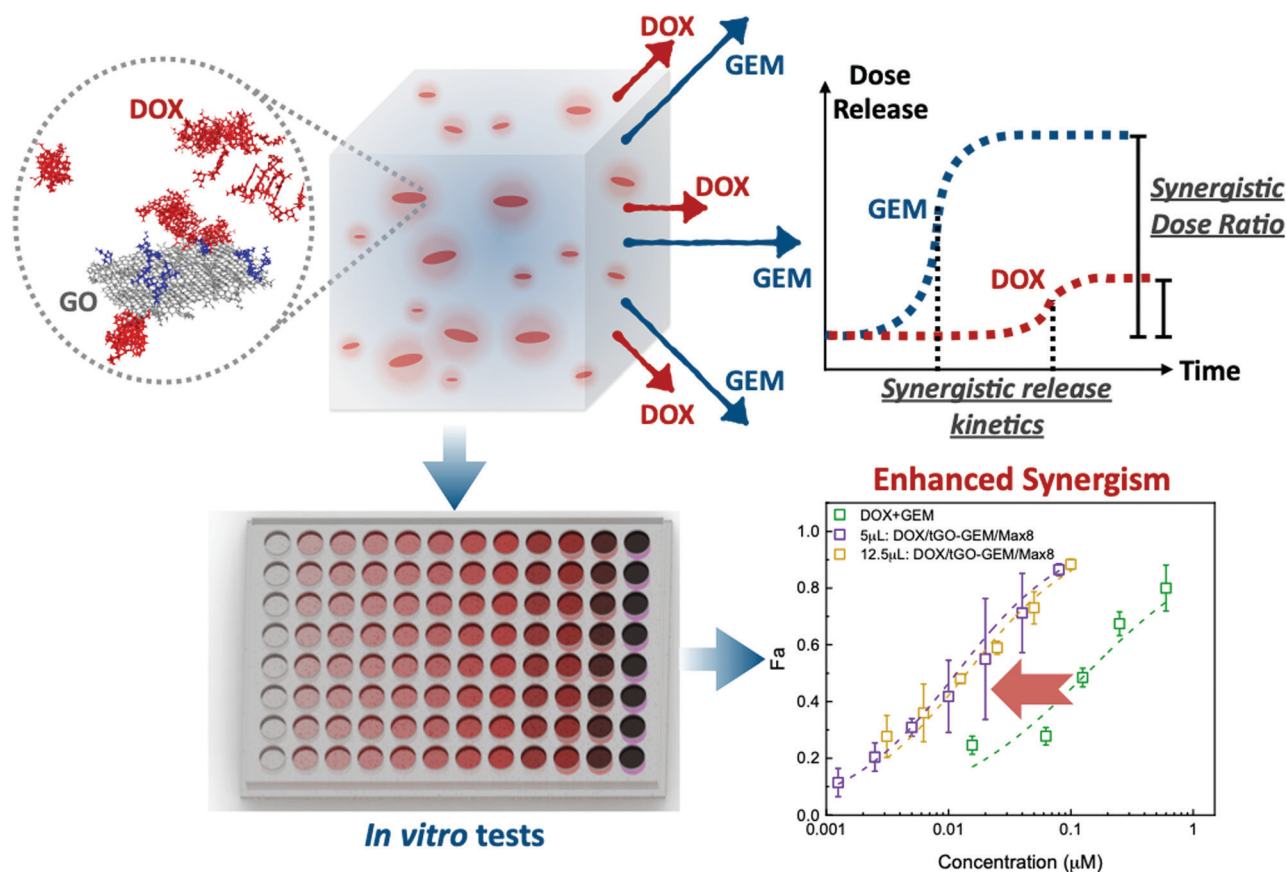 DOX
GEM
DOX
GEM
DOX
GEM
DOX
GO
Dose
Release
GEM
DOX
Synergistic
Dose Ratio
Time
Synergistic release
kinetics
In vitro tests
Enhanced Synergism
DOX+GEM
5μL: DOX/tGO-GEM/Max8
12.5μL: DOX/tGO-GEM/Max8
Fa
1.0
0.8
0.6
0.4
0.2
0.0
0.001
0.01
0.1
1
Concentration (μM)